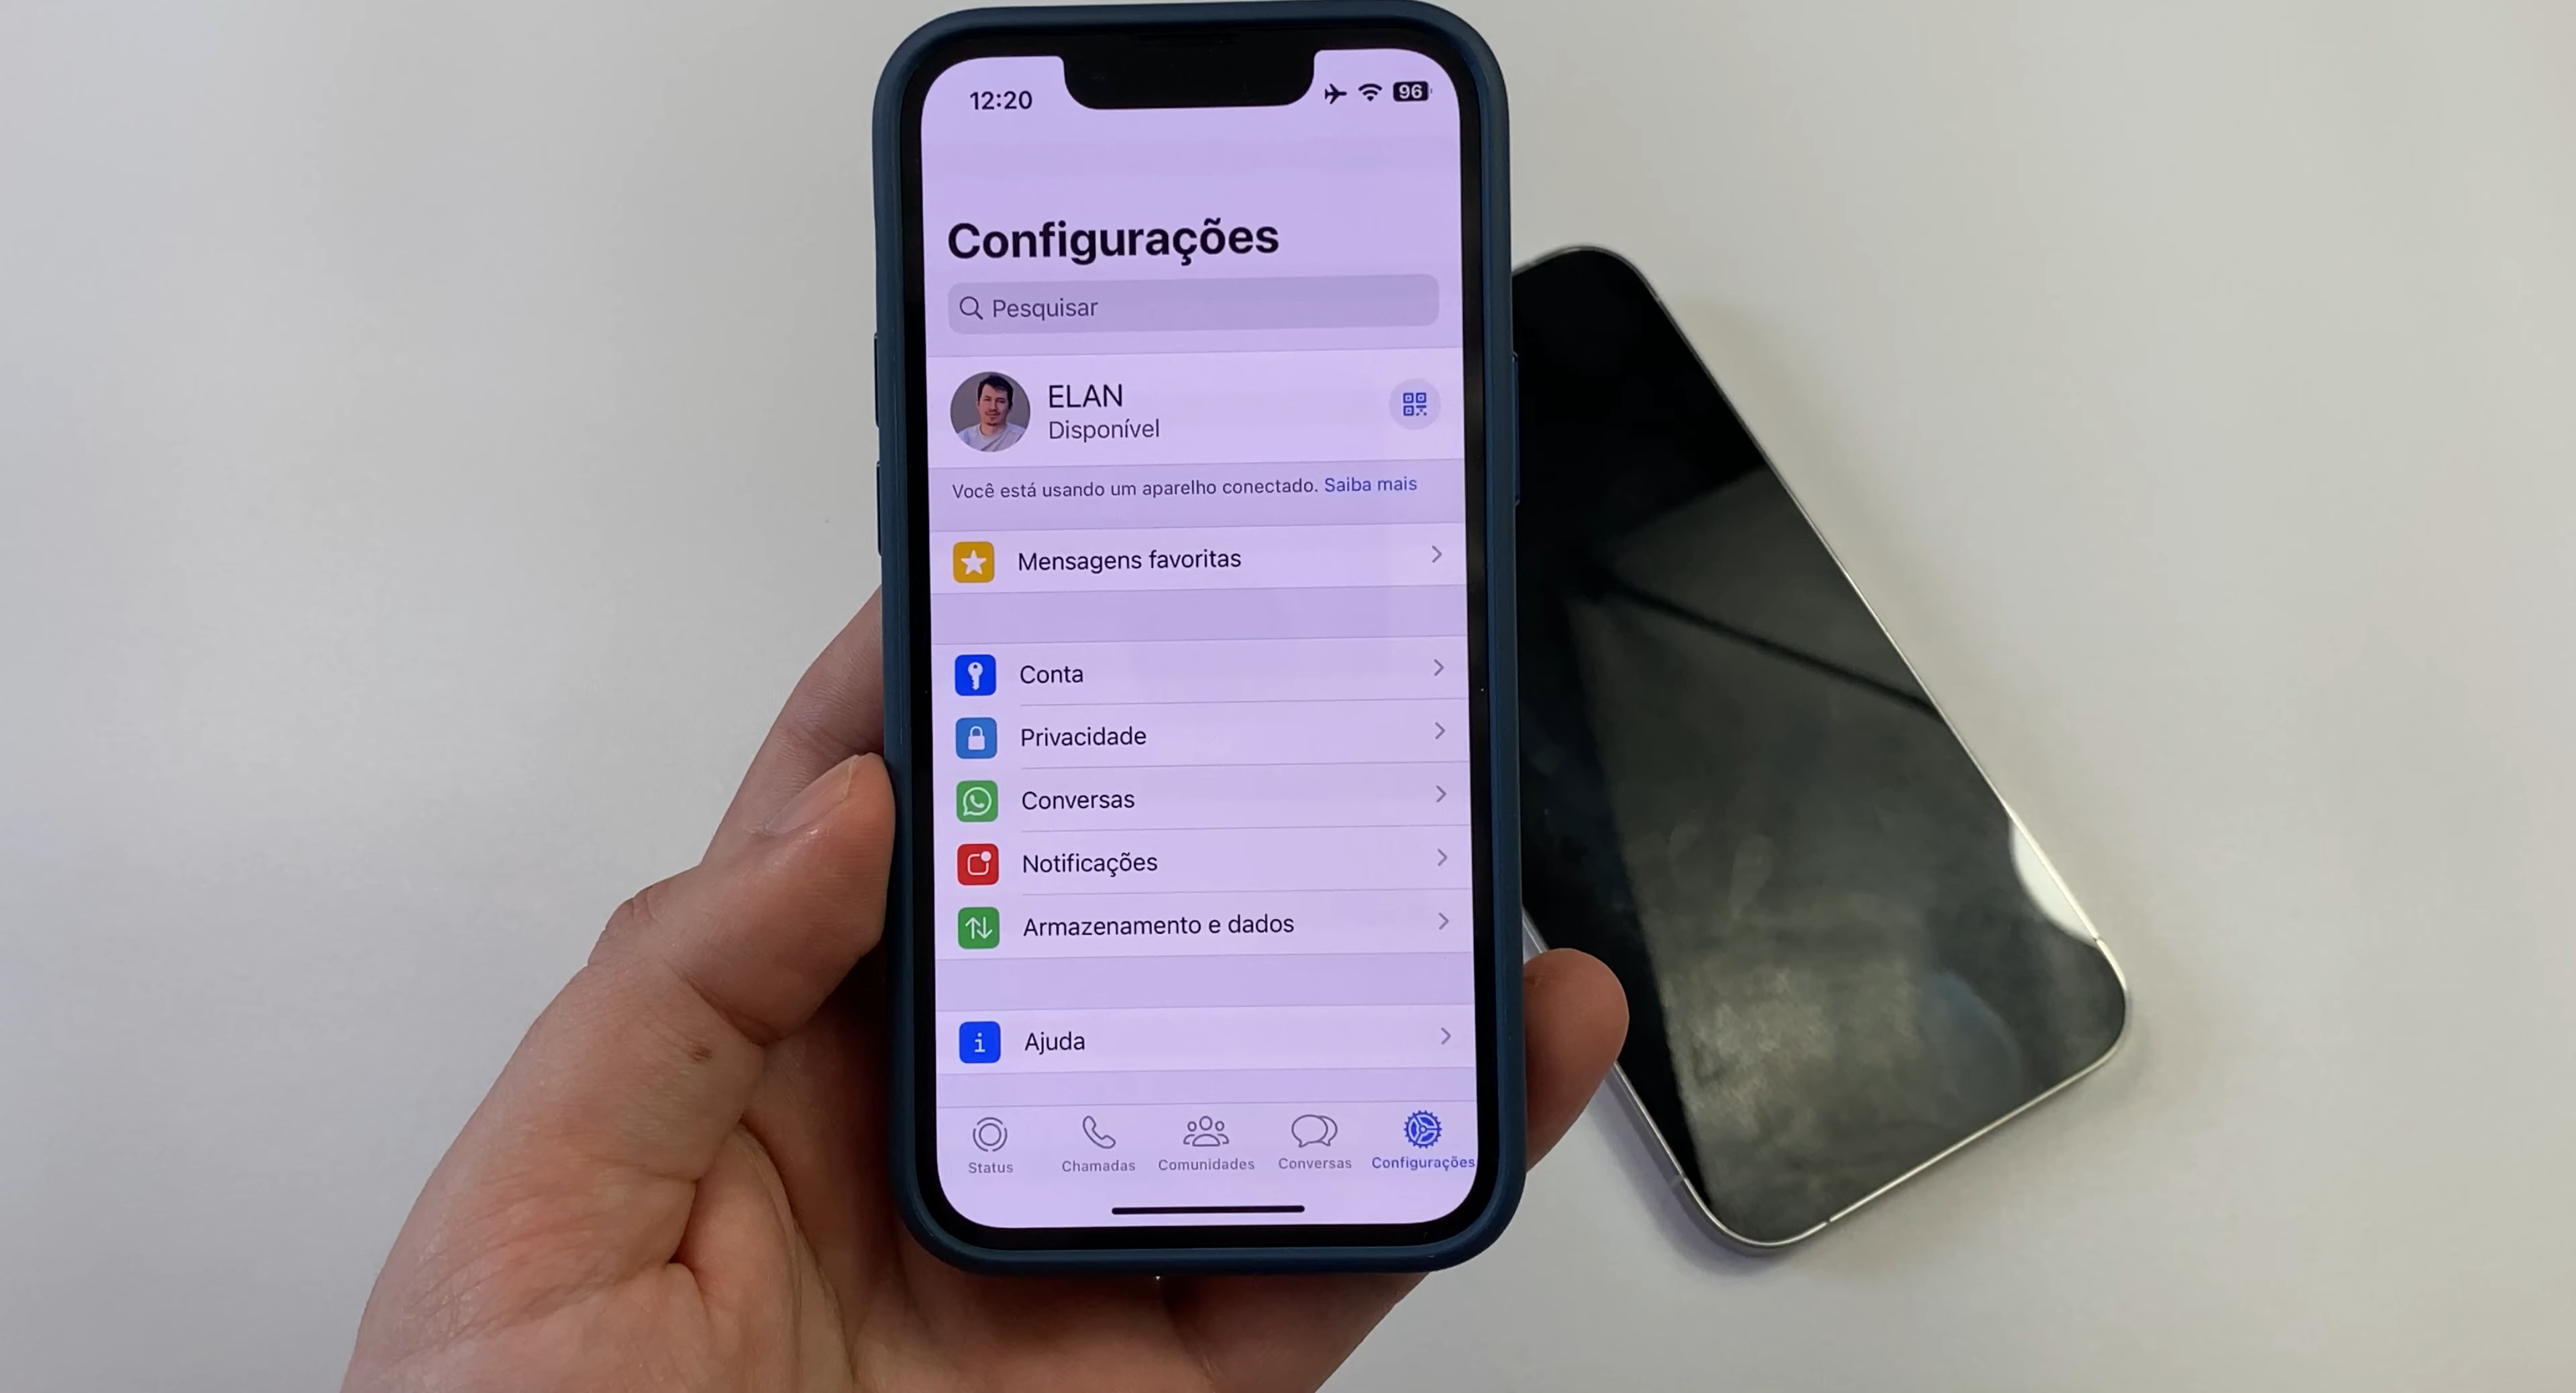 12:20
96
Configurações
Pesquisar
ELAN
Disponível
Você está usando um aparelho conectado. Saiba mais
Mensagens favoritas
Conta
Privacidade
Conversas
Notificações
Armazenamento e dados
i
Ajuda
Status
Chamadas
Comunidades
Conversas
Configurações